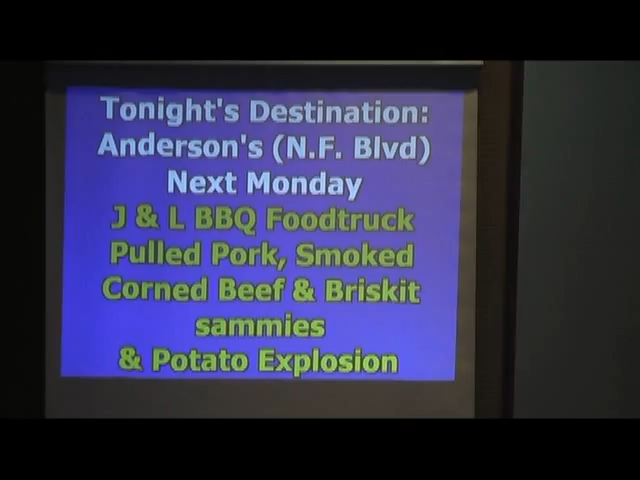 Tonight's Destination:
Anderson's (N.F. Blvd)
Next Monday
J & L BBQ Foodtruck
Pulled Pork, Smoked
Corned Beef & Briskit
sammies
& Potato Explosion